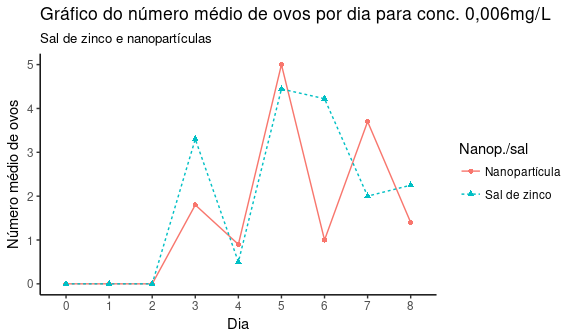 Gráfico do número médio de ovos por dia para conc. 0,006mg/L
Sal de zinco e nanopartículas
Número médio de ovos
5
4
3
2
1
0
0 1 2 3 4 5 6 7 8
Dia
Nanop./sal
Nanopartícula
Sal de zinco